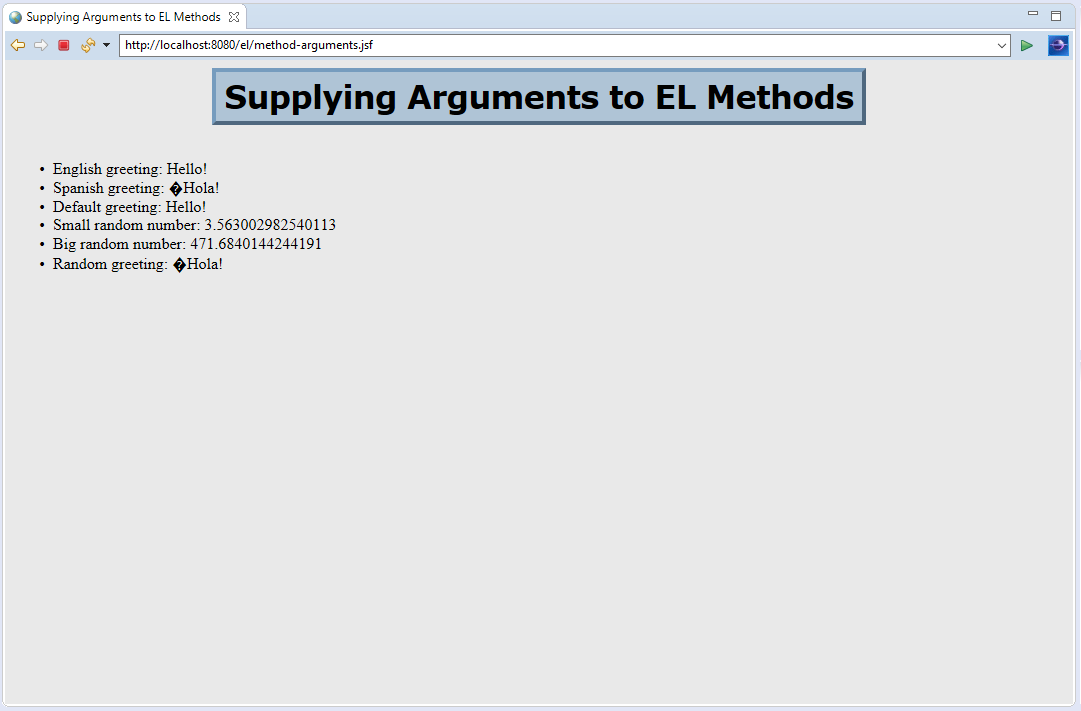 Supplying Arguments to EL Methods
http://localhost:8080/el/method-arguments.jsf
Supplying Arguments to EL Methods
• English greeting: Hello!
• Spanish greeting: �Hola!
• Default greeting: Hello!
• Small random number: 3.563002982540113
• Big random number: 471.6840144244191
• Random greeting: �Hola!